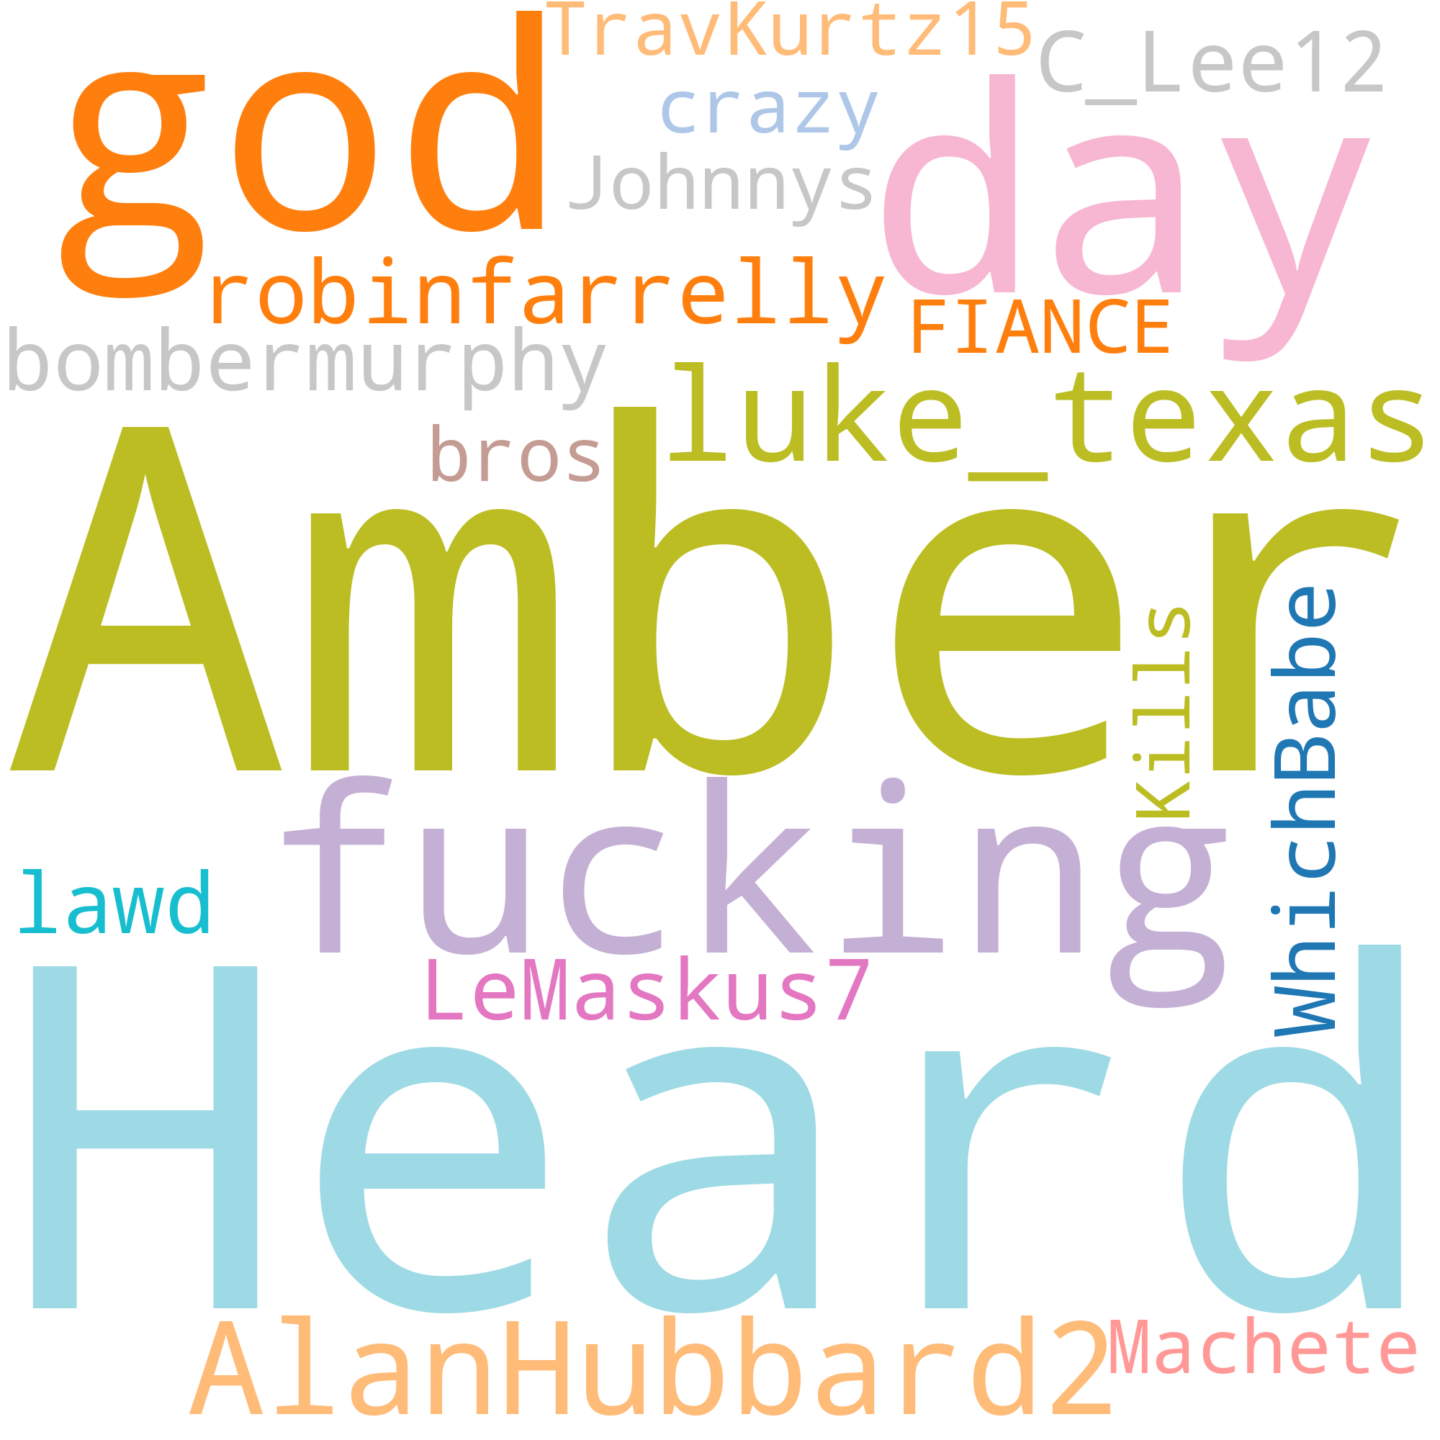 TravKurtz15
C_Lee12
god
crazy
day
Johnnys
robinfarrelly
FIANCE
bombermurphy
luke_texas
bros
Amber
Kills
WhichBabe
fucking
lawd
LeMaskus7
Heard
AlanHubbard2
Machete